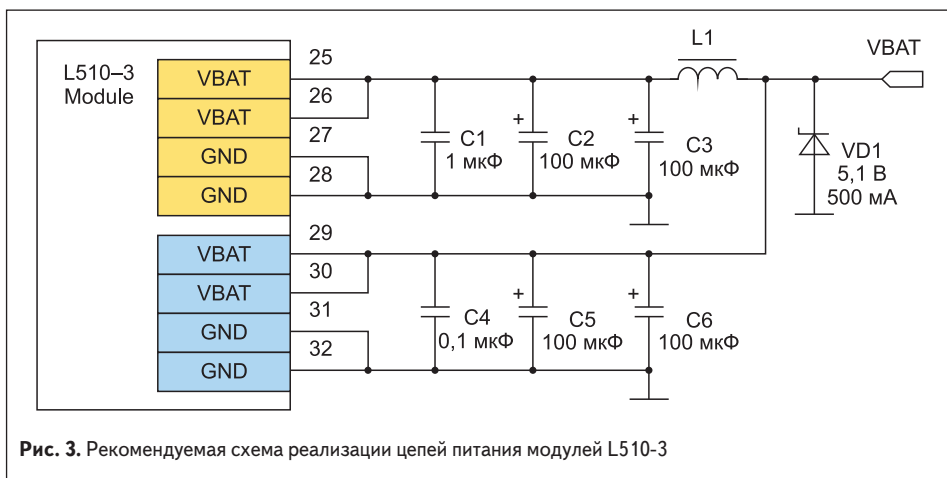 L510–3
Module
VBAT
25
VBAT
26
GND
27
GND
28
VBAT
29
VBAT
30
GND
31
GND
32
C1
1 мкФ
+
C2
100 мкФ
+
C3
100 мкФ
L1
VBAT
VD1
5,1 В
500 мА
C4
0,1 мкФ
+
C5
100 мкФ
+
C6
100 мкФ
Рис. 3. Рекомендуемая схема реализации цепей питания модулей L510-3